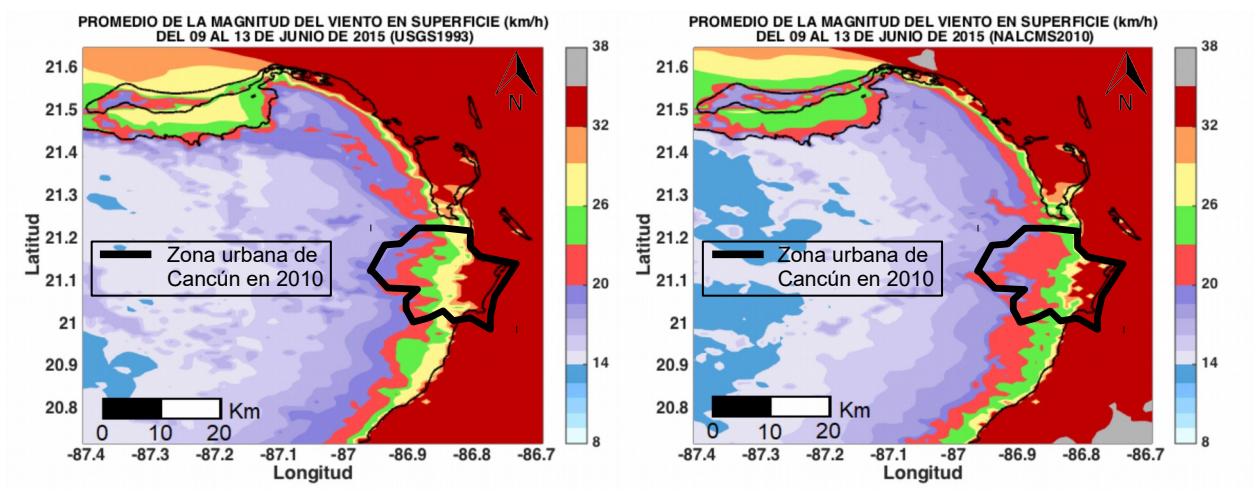 PROMEDIO DE LA MAGNITUD DEL VIENTO EN SUPERFICIE (km/h)
DEL 09 AL 13 DE JUNIO DE 2015 (USGS1993)
38
21.6
N
21.5
32
21.4
21.3
26
21.2
Latitud
Zona urbana de
Cancún en 2010
21.1
20
21
20.9
14
20.8
Km
0 10 20
8
-87.4 -87.3 -87.2 -87.1 -87 -86.9 -86.8 -86.7
Longitud
PROMEDIO DE LA MAGNITUD DEL VIENTO EN SUPERFICIE (km/h)
DEL 09 AL 13 DE JUNIO DE 2015 (NALCMS2010)
38
21.6
N
21.5
32
21.4
21.3
26
21.2
Latitud
Zona urbana de
Cancún en 2010
21.1
20
21
20.9
14
20.8
Km
0 10 20
8
-87.4 -87.3 -87.2 -87.1 -87 -86.9 -86.8 -86.7
Longitud